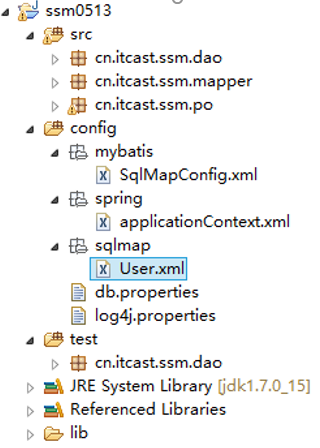 ssm0513
src
cn.itcast.ssm.dao
cn.itcast.ssm.mapper
cn.itcast.ssm.po
config
mybatis
SqlMapConfig.xml
spring
applicationContext.xml
sqlmap
User.xml
db.properties
log4j.properties
test
cn.itcast.ssm.dao
JRE System Library [jdk1.7.0_15]
Referenced Libraries
lib